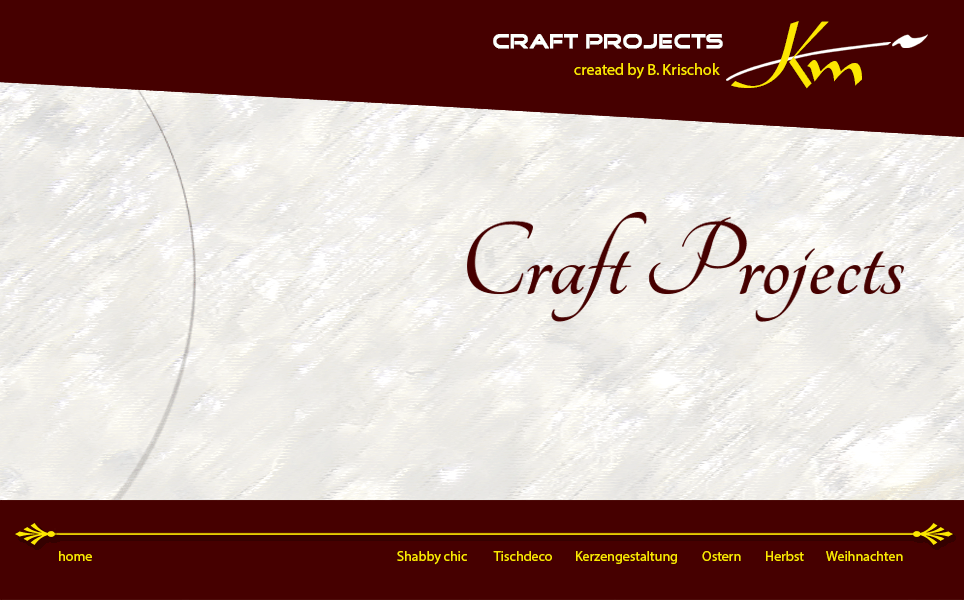 CRAFT PROJECTS
created by B. Krischok
Km
Craft Projects
home Shabby chic Tischdeco Kerzengestaltung Ostern Herbst Weihnachten